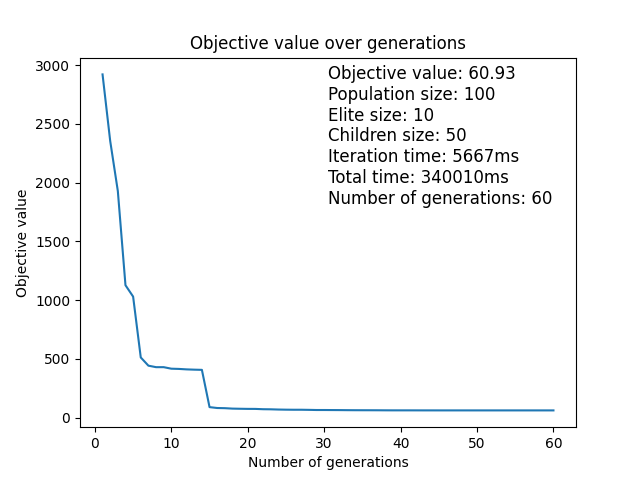 Objective value over generations
Objective value: 60.93
Population size: 100
Elite size: 10
Children size: 50
Iteration time: 5667ms
Total time: 340010ms
Number of generations: 60
Objective value
3000
2500
2000
1500
1000
500
0
0 10 20 30 40 50 60
Number of generations